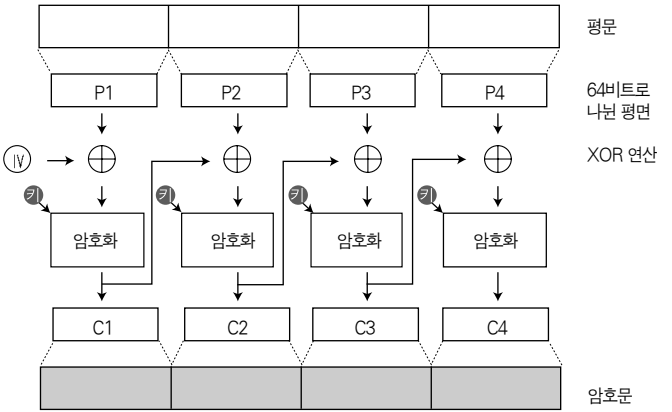 평문
P1 P2 P3 P4 64비트로
나뉜 평면
IV XOR 연산
키 키 키 키
암호화 암호화 암호화 암호화
C1 C2 C3 C4
암호문